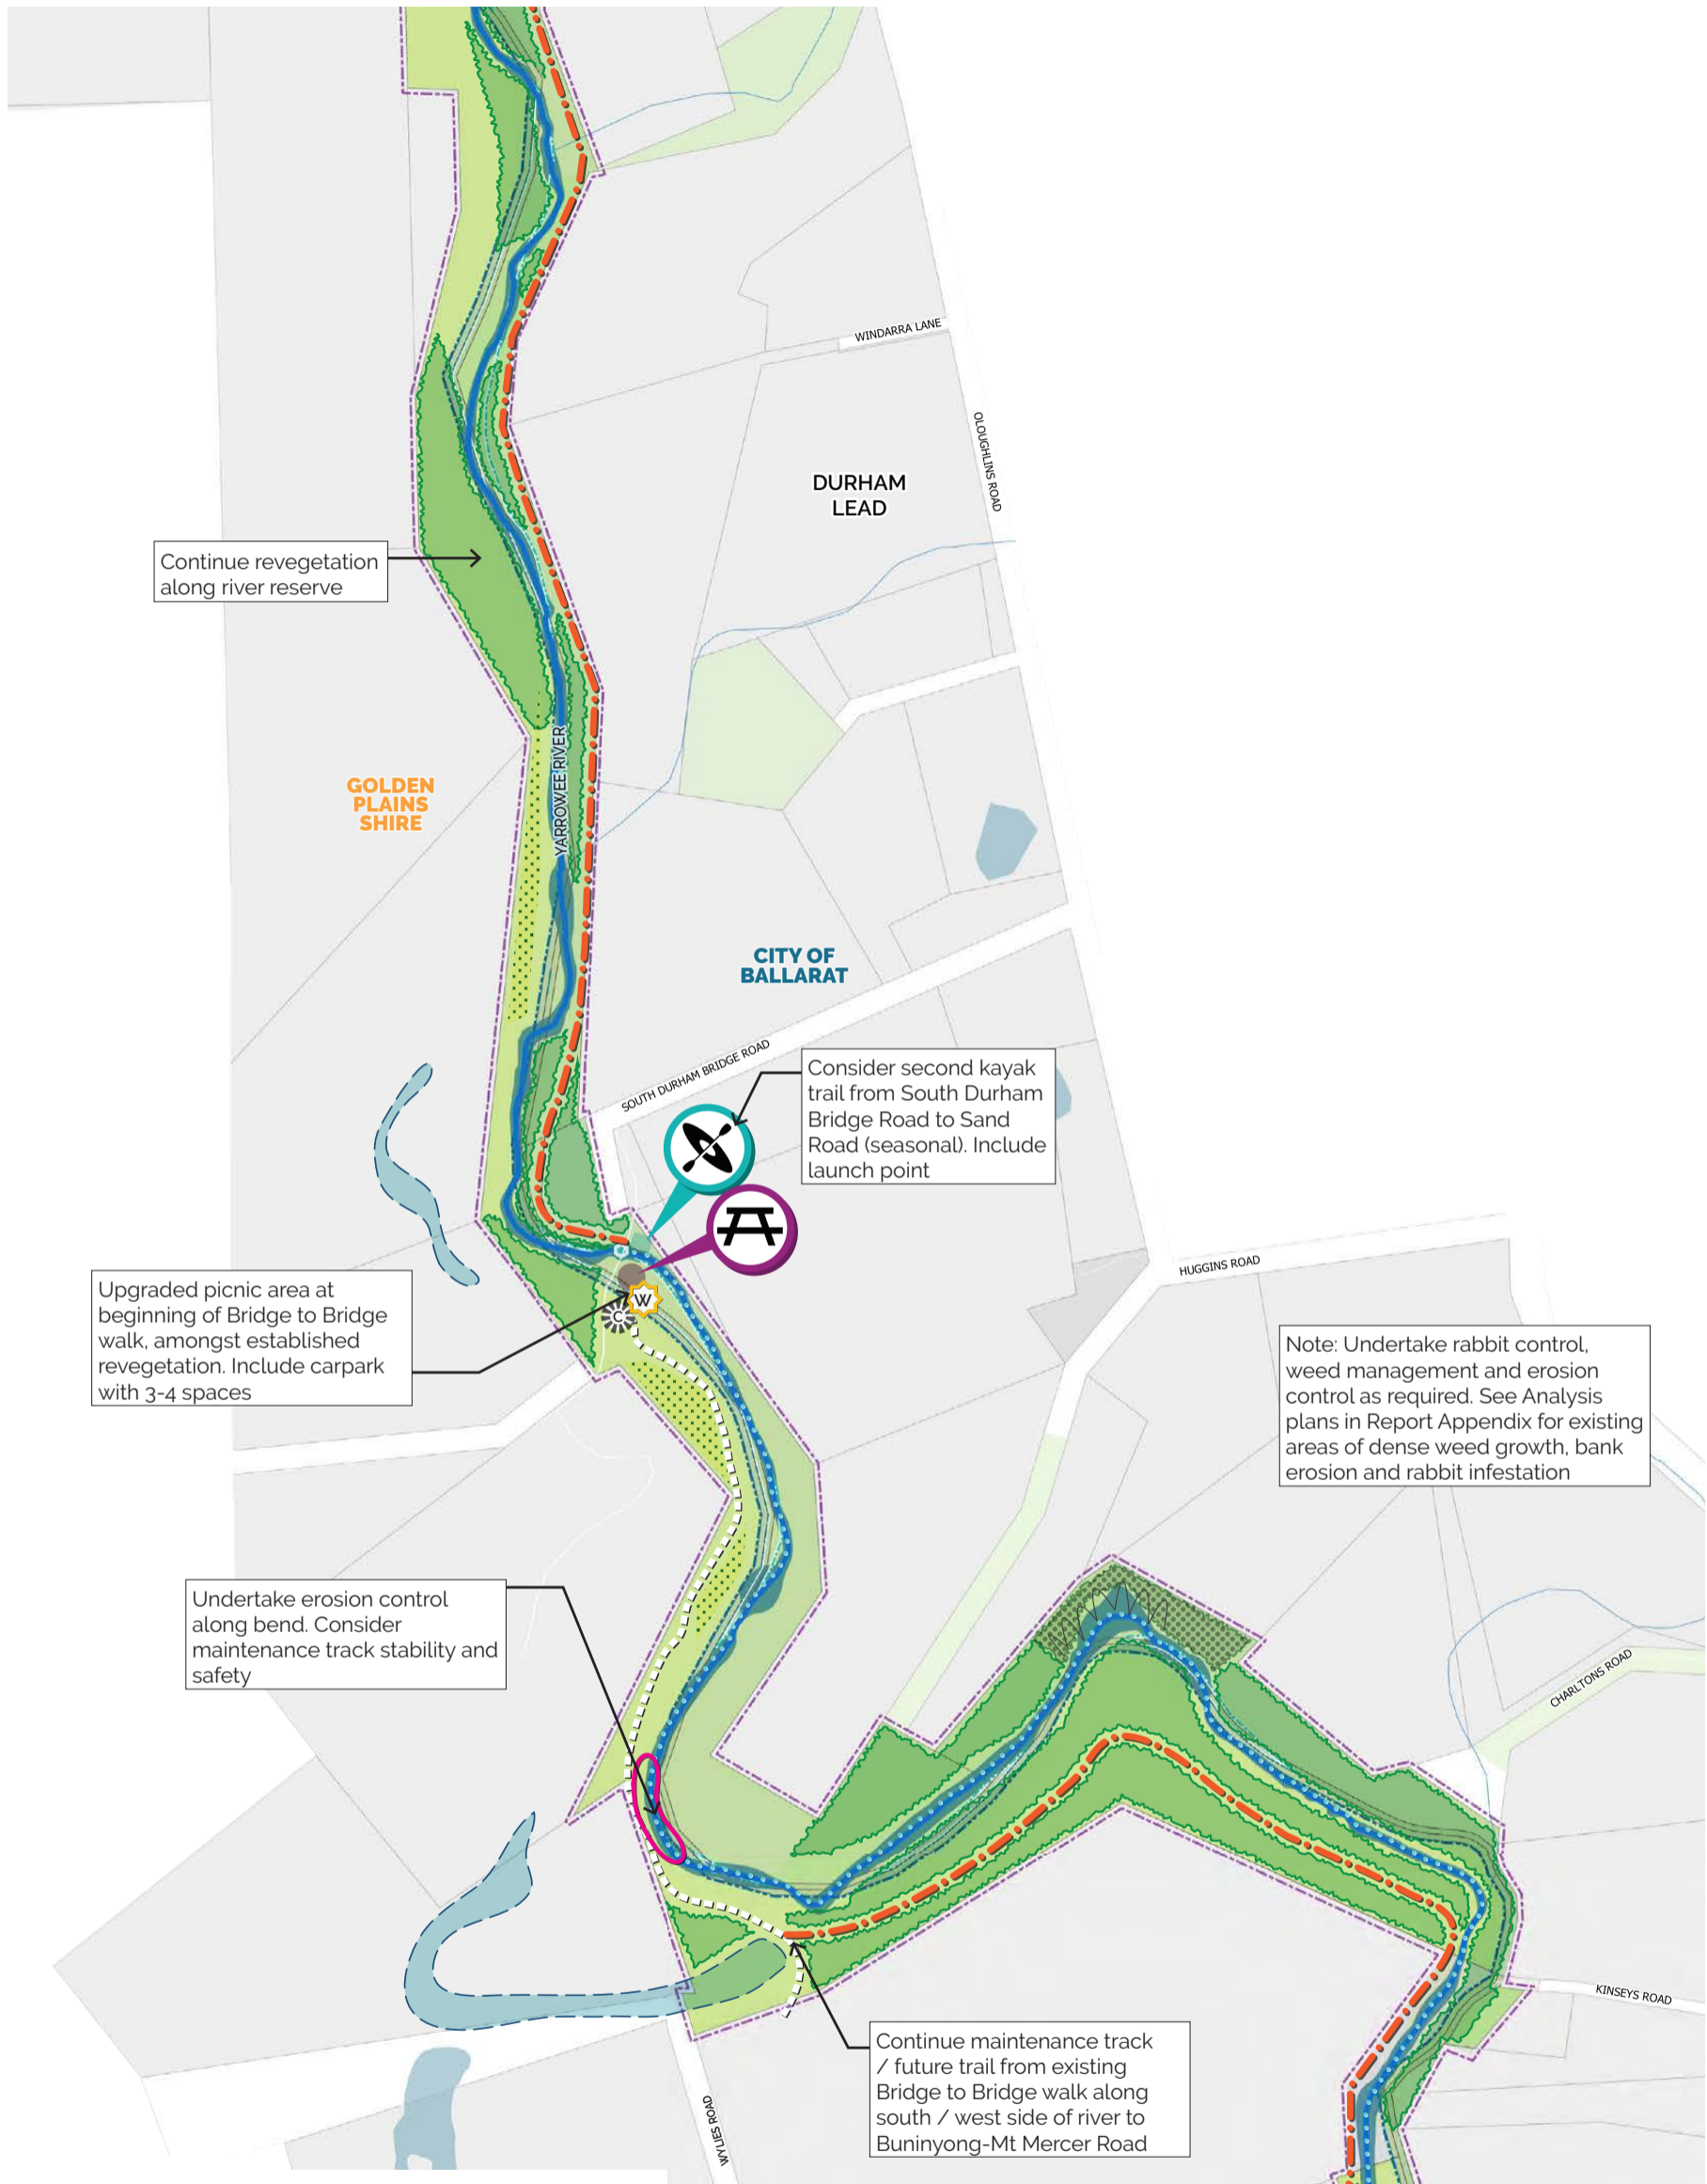 WINDARRA LANE
OLOUGHLINS ROAD
DURHAM
LEAD
Continue revegetation
along river reserve
YARROWEE RIVER
GOLDEN
PLAINS
SHIRE
CITY OF
BALLARAT
SOUTH DURHAM BRIDGE ROAD
Consider second kayak
trail from South Durham
Bridge Road to Sand
Road (seasonal). Include
launch point
HUGGINS ROAD
Upgraded picnic area at
beginning of Bridge to Bridge
walk, amongst established
revegetation. Include carpark
with 3-4 spaces
W
C
Note: Undertake rabbit control,
weed management and erosion
control as required. See Analysis
plans in Report Appendix for existing
areas of dense weed growth, bank
erosion and rabbit infestation
Undertake erosion control
along bend. Consider
maintenance track stability and
safety
CHARLTONS ROAD
KINSEYS ROAD
Continue maintenance track
/ future trail from existing
Bridge to Bridge walk along
south / west side of river to
Buninyong-Mt Mercer Road
WYLIES ROAD